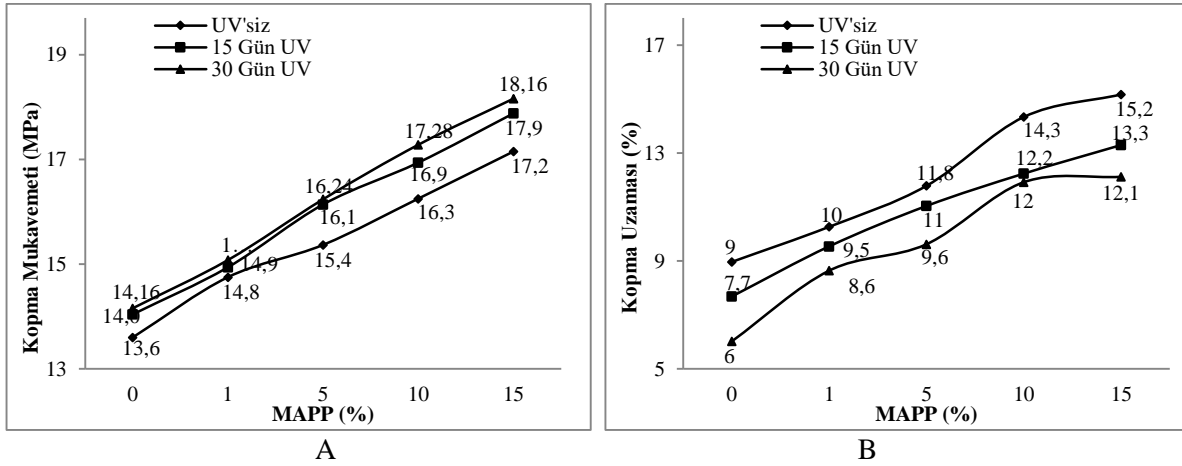 UV'siz
15 Gün UV
30 Gün UV
Kopma Mukavemeti (MPa)
19
17
15
13
18,16
17,28
16,24
14,16
17,9
16,9
16,1
14,9
17,2
16,3
15,4
14,8
13,6
0 1 5 10 15
MAPP (%)
A
UV'siz
15 Gün UV
30 Gün UV
Kopma Uzaması (%)
17
13
9
5
9
10
11,8
14,3
15,2
7,7
9,5
11
12,2
13,3
6
8,6
9,6
12
12,1
0 1 5 10 15
MAPP (%)
B